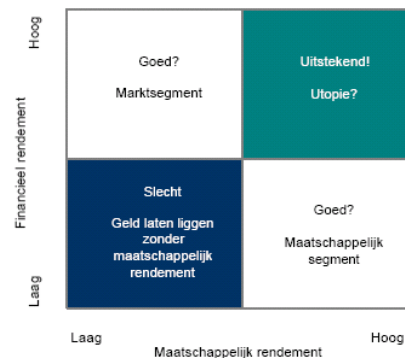 Hoog
Financieel rendement
Laag
Goed?
Marktsegment
Uitstekend!
Utopie?
Slecht
Geld laten liggen
zonder
maatschappelijk
rendement
Goed?
Maatschappelijk
segment
Laag
Hoog
Maatschappelijk rendement